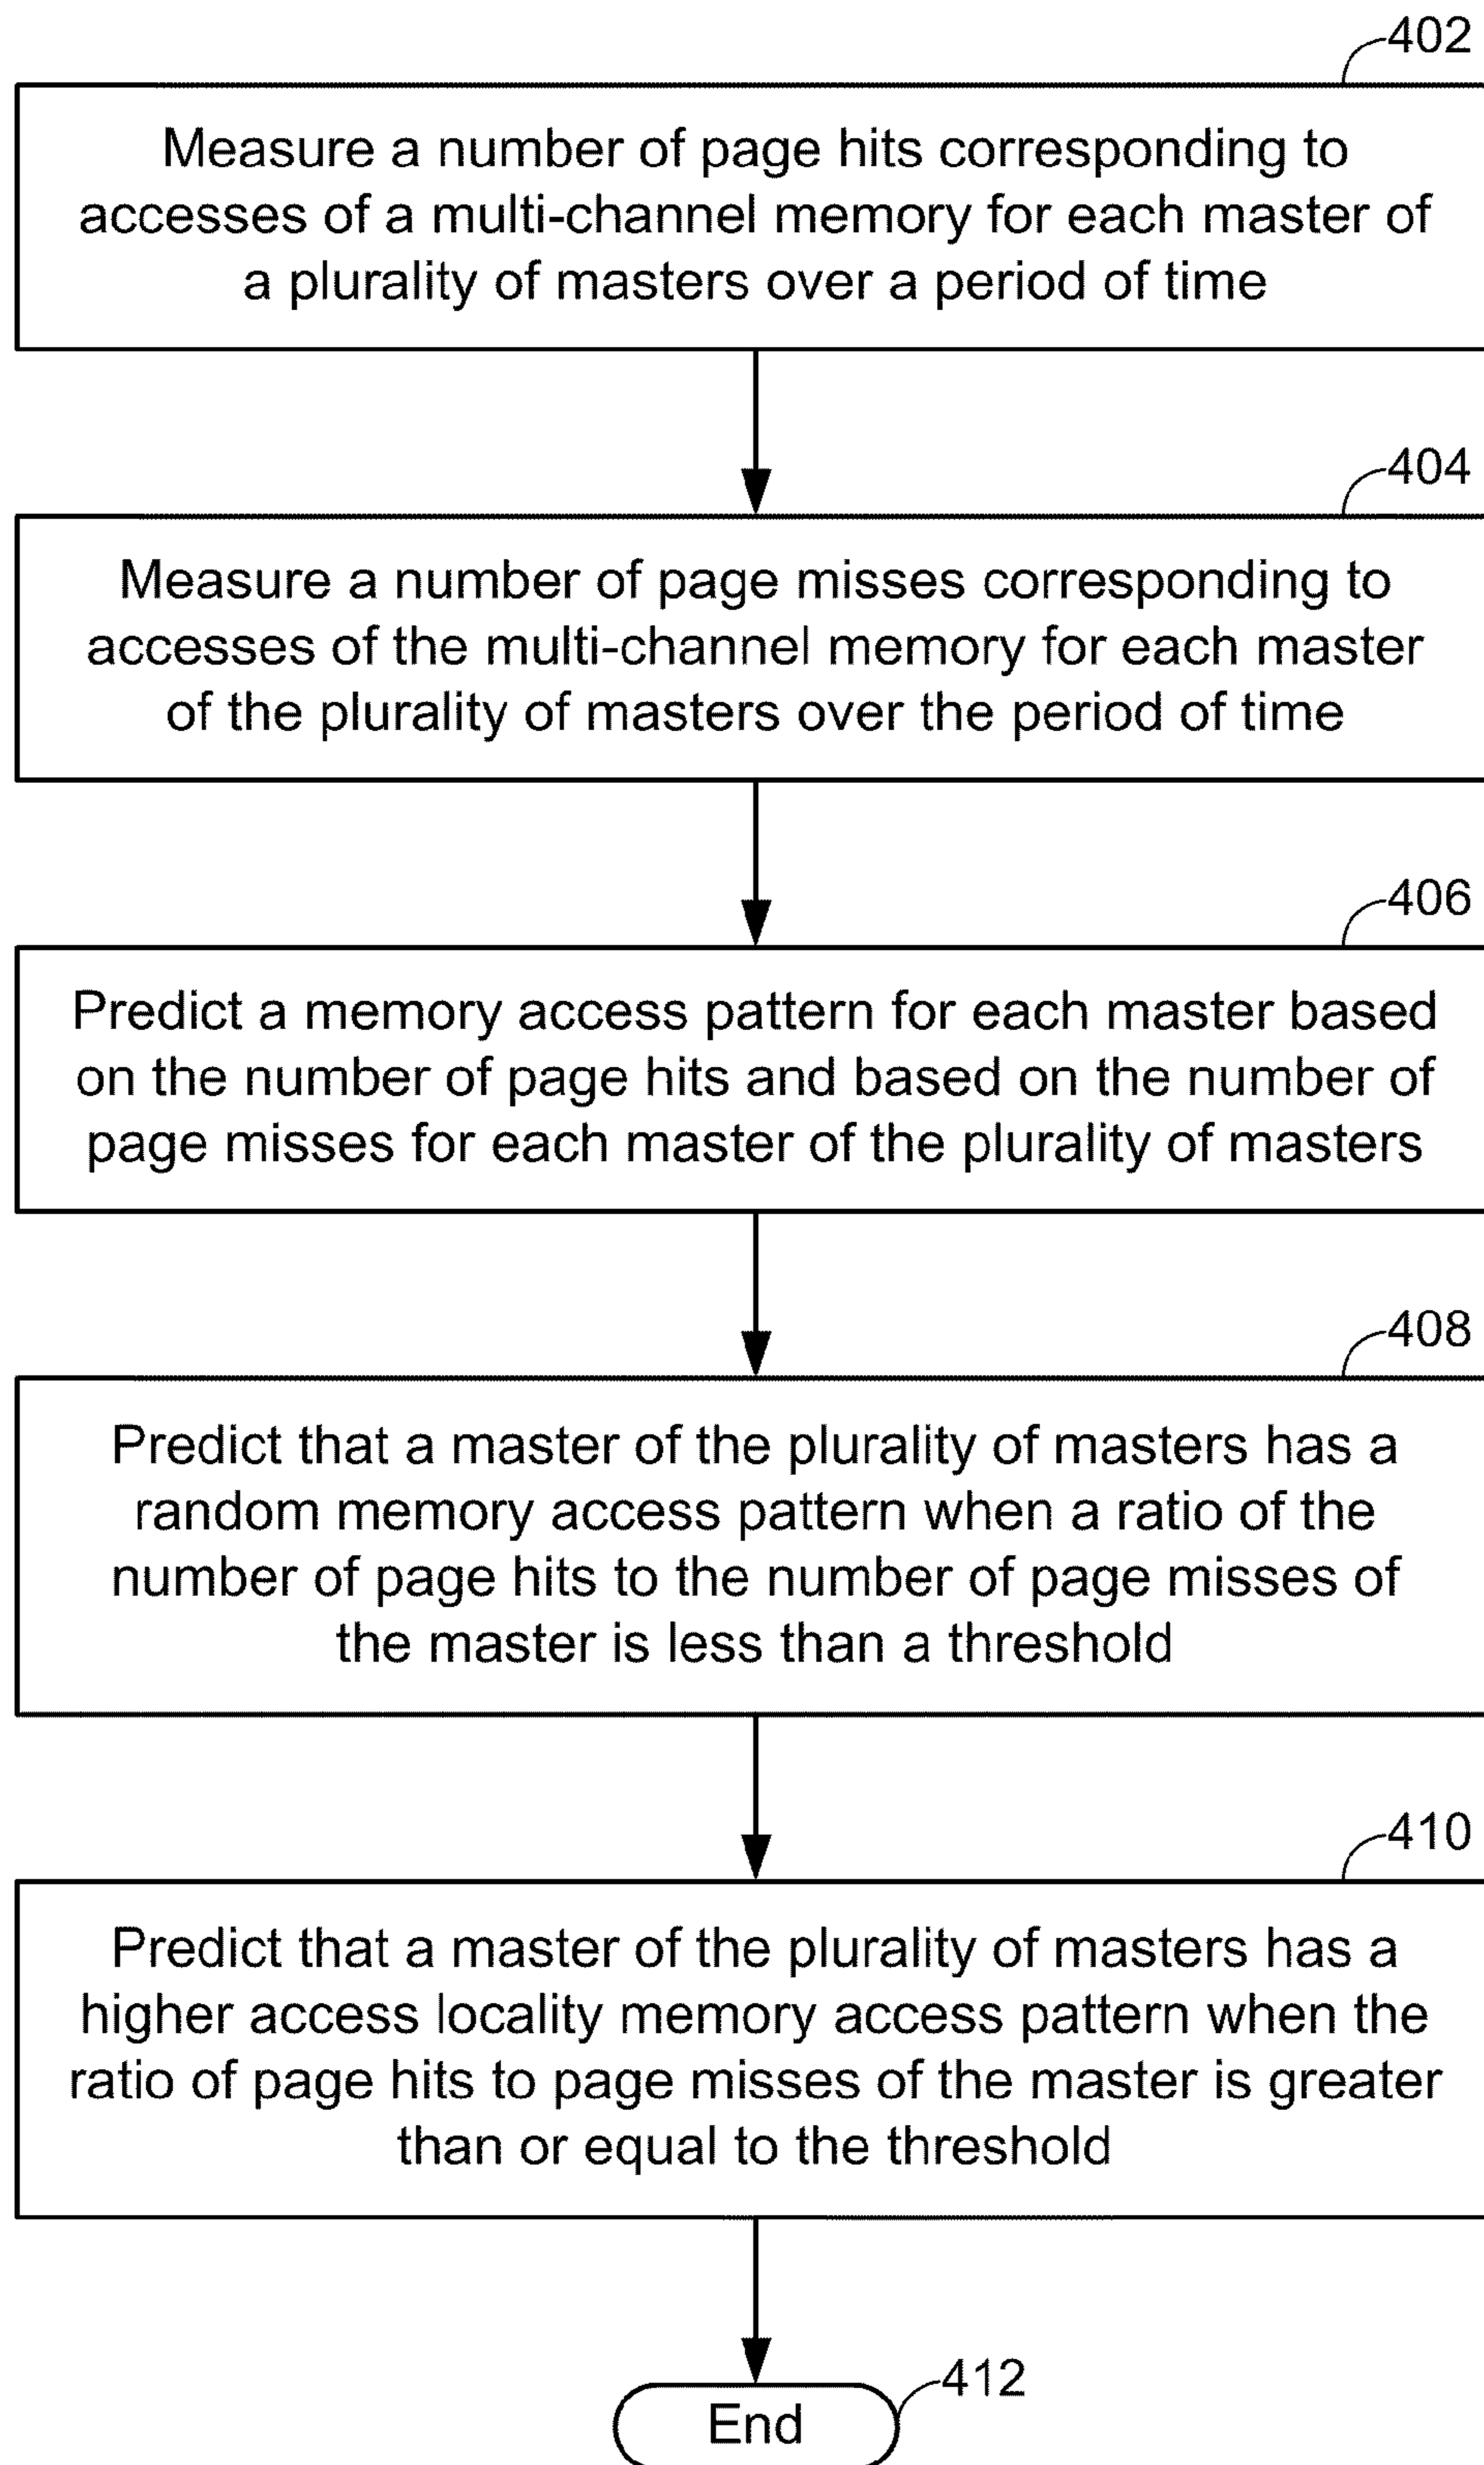 402
Measure a number of page hits corresponding to
accesses of a multi-channel memory for each master of
a plurality of masters over a period of time
404
Measure a number of page misses corresponding to
accesses of the multi-channel memory for each master
of the plurality of masters over the period of time
406
Predict a memory access pattern for each master based
on the number of page hits and based on the number of
page misses for each master of the plurality of masters
408
Predict that a master of the plurality of masters has a
random memory access pattern when a ratio of the
number of page hits to the number of page misses of
the master is less than a threshold
410
Predict that a master of the plurality of masters has a
higher access locality memory access pattern when the
ratio of page hits to page misses of the master is greater
than or equal to the threshold
412
End